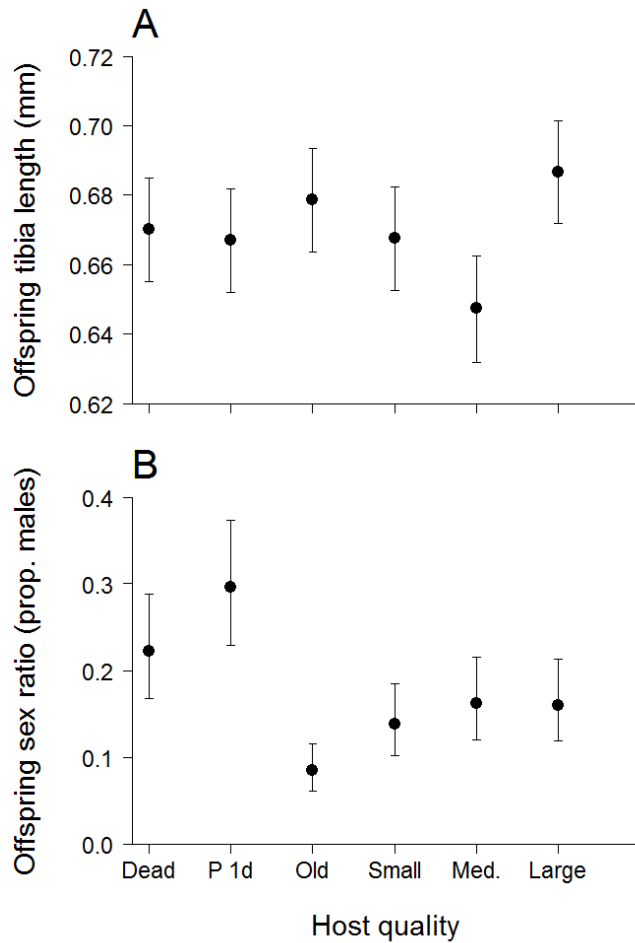 A
Offspring tibia length (mm)
0.72
0.70
0.68
0.66
0.64
0.62
B
Offspring sex ratio (prop. males)
0.4
0.3
0.2
0.1
0.0
Dead P 1d Old Small Med. Large
Host quality